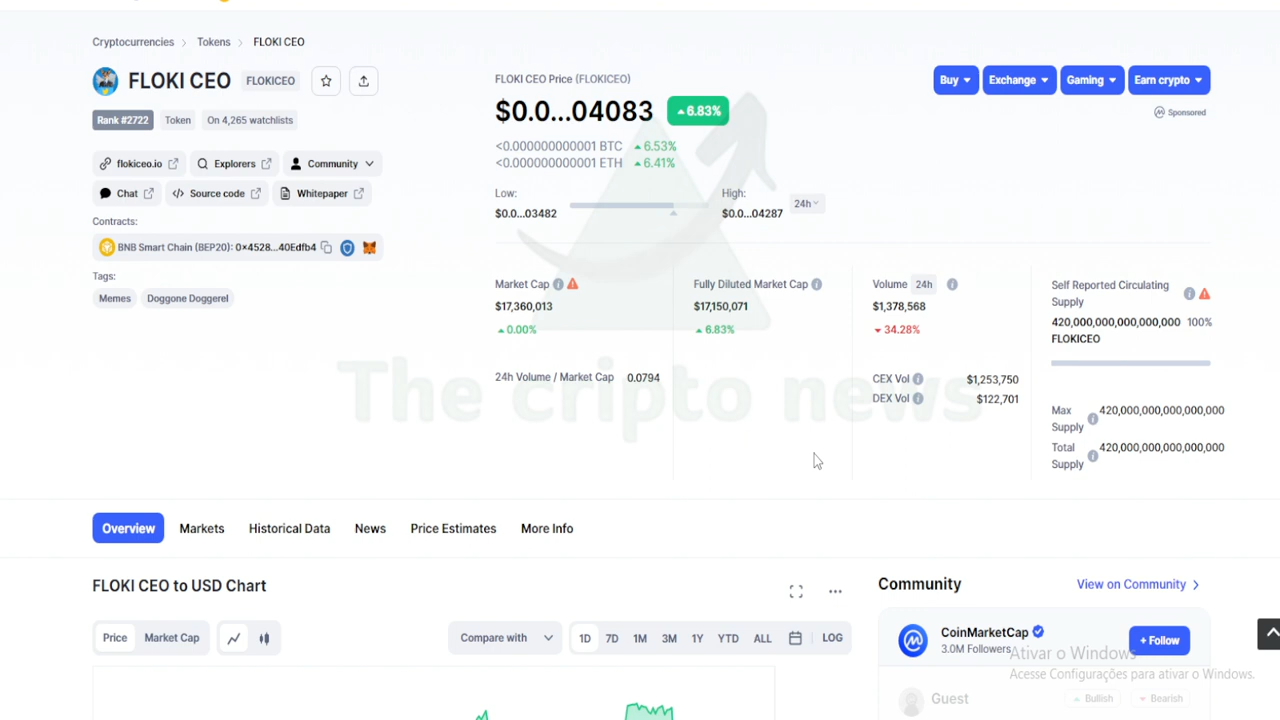 Cryptocurrencies > Tokens > FLOKI CEO
FLOKI CEO FLOKICEO
Rank #2722 Token On 4,265 watchlists
flokiceo.io Explorers Community
Chat Source code Whitepaper
Contracts:
BNB Smart Chain (BEP20): 0x4528...40Edfb4
Tags:
Memes Doggone Doggerel
FLOKI CEO Price (FLOKICEO)
$0.0...04083 6.83%
<0.000000000001 BTC 6.53%
<0.000000000001 ETH 6.41%
Low: High:
$0.0...03482 $0.0...04287 24h
Buy Exchange Gaming Earn crypto
Sponsored
Market Cap
$17,360,013
0.00%
Fully Diluted Market Cap
$17,150,071
6.83%
Volume 24h
$1,378,568
34.28%
Self Reported Circulating
Supply
420,000,000,000,000,000 100%
FLOKICEO
24h Volume / Market Cap 0.0794
CEX Vol $1,253,750
DEX Vol $122,701
Max
Supply
420,000,000,000,000,000
Total
Supply
420,000,000,000,000,000
The cripto news
Overview Markets Historical Data News Price Estimates More Info
FLOKI CEO to USD Chart
Price Market Cap
Compare with 1D 7D 1M 3M 1Y YTD ALL LOG
Community View on Community >
CoinMarketCap + Follow
3.0M Followers
Guest Bullish Bearish
Ativar o Windows
Acesse Configurações para ativar o Windows.